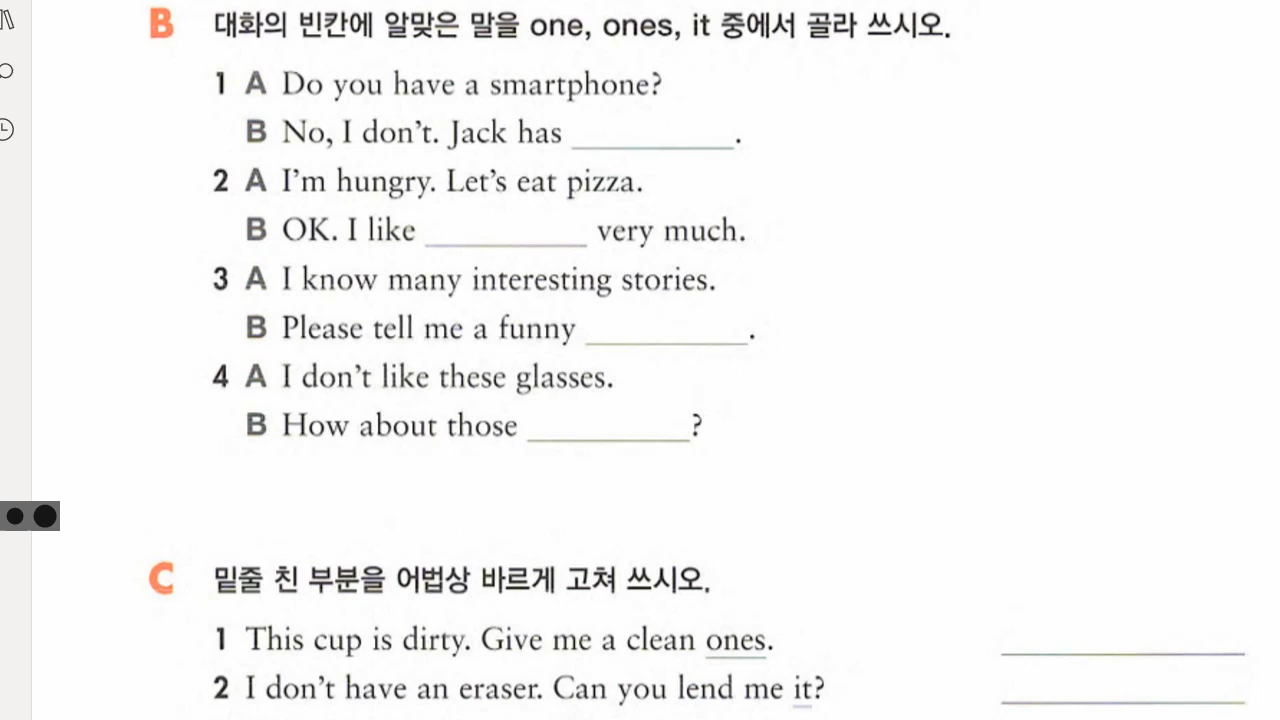 B 대화의 빈칸에 알맞은 말을 one, ones, it 중에서 골라 쓰시오.
1 A Do you have a smartphone?
B No, I don't. Jack has ____________.
2 A I'm hungry. Let's eat pizza.
B OK. I like ____________ very much.
3 A I know many interesting stories.
B Please tell me a funny ____________.
4 A I don't like these glasses.
B How about those ____________?
C 밑줄 친 부분을 어법상 바르게 고쳐 쓰시오.
1 This cup is dirty. Give me a clean ones.
2 I don't have an eraser. Can you lend me it?